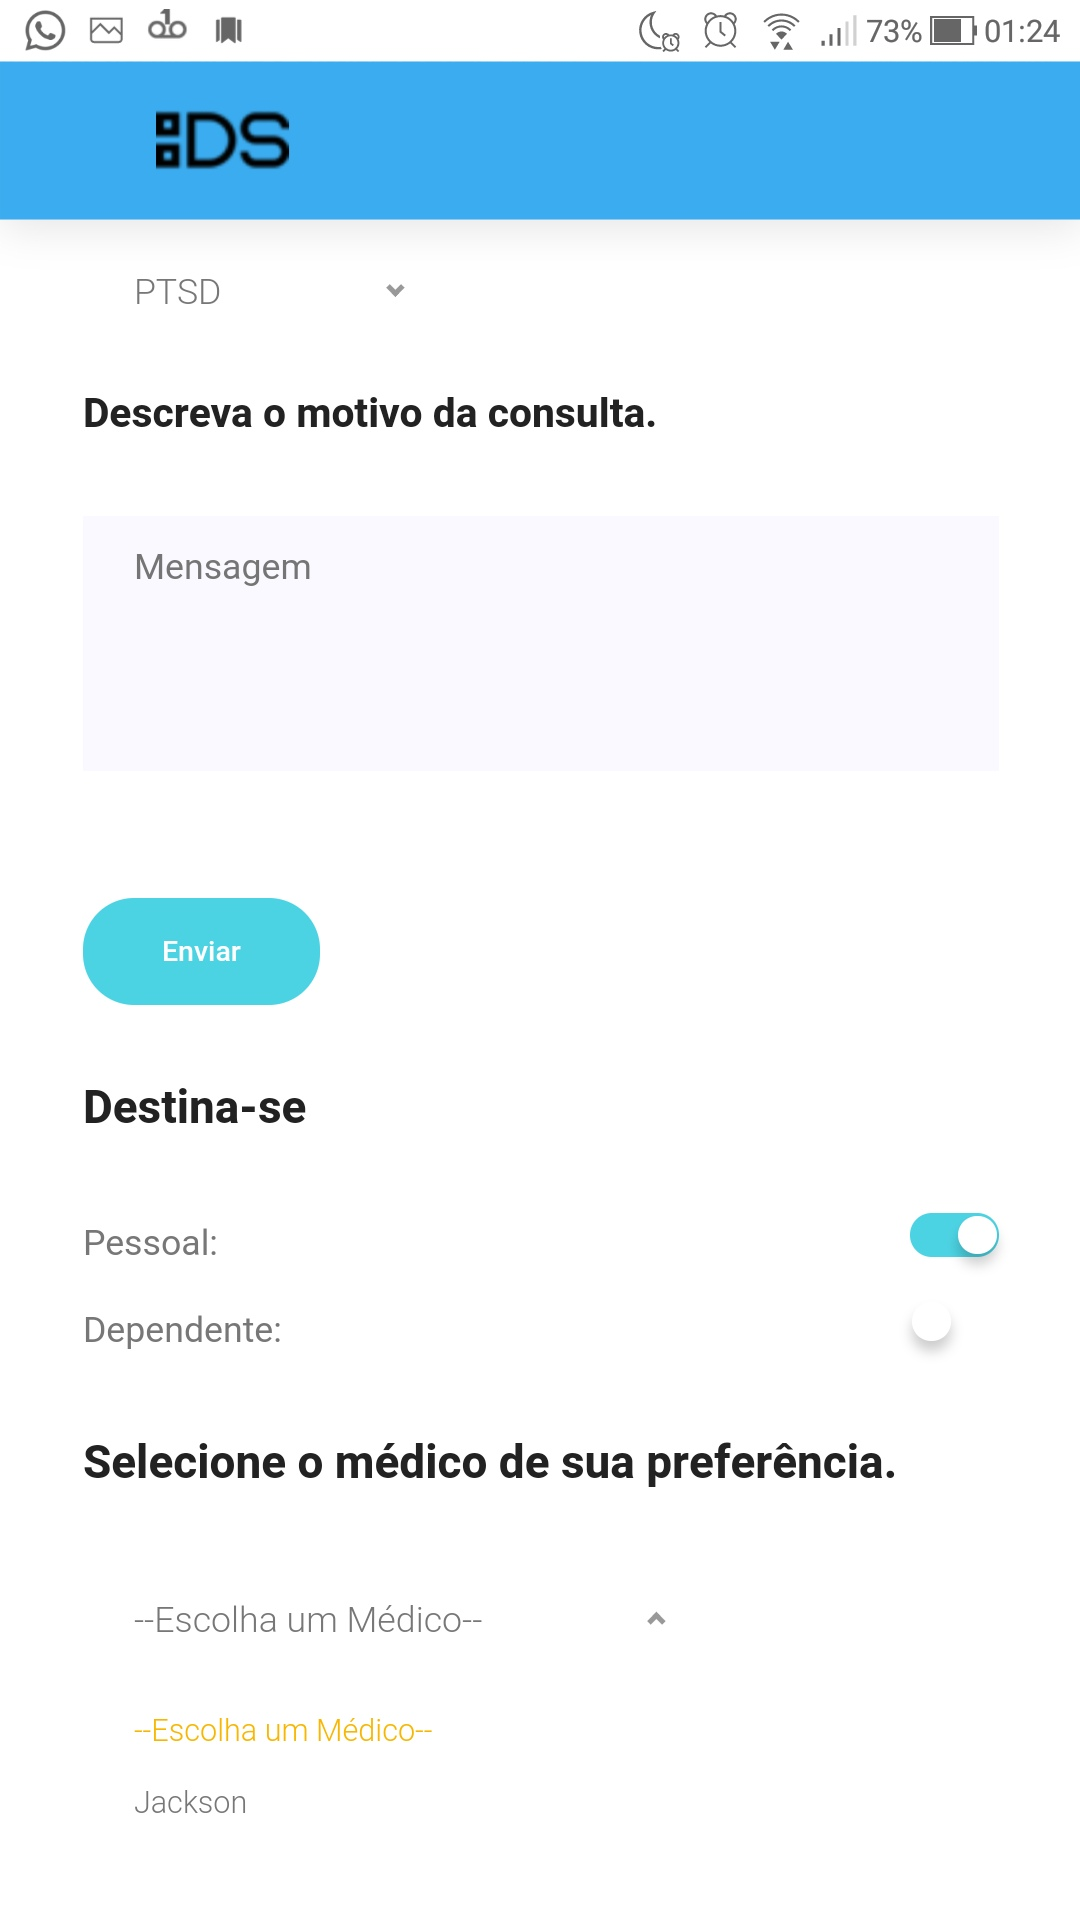 73% 01:24
DS
PTSD
Descreva o motivo da consulta.
Mensagem
Enviar
Destina-se
Pessoal:
Dependente:
Selecione o médico de sua preferência.
--Escolha um Médico--
--Escolha um Médico--
Jackson